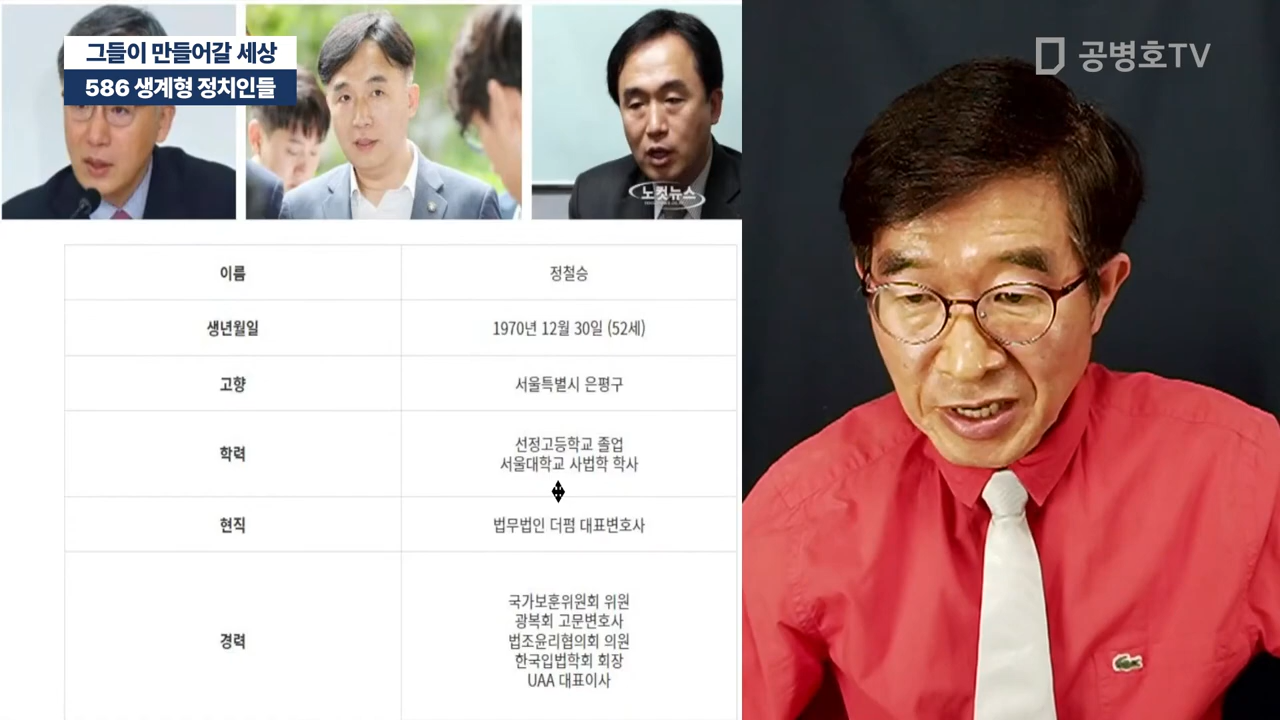 그들이 만들어갈 세상
586 생계형 정치인들
공병호TV
노컷뉴스
이름
정철승
생년월일
1970년 12월 30일 (52세)
고향
서울특별시 은평구
학력
선정고등학교 졸업
서울대학교 사법학 학사
현직
법무법인 더펌 대표변호사
경력
국가보훈위원회 위원
광복회 고문변호사
법조윤리협의회 의원
한국입법학회 회장
UAA 대표이사